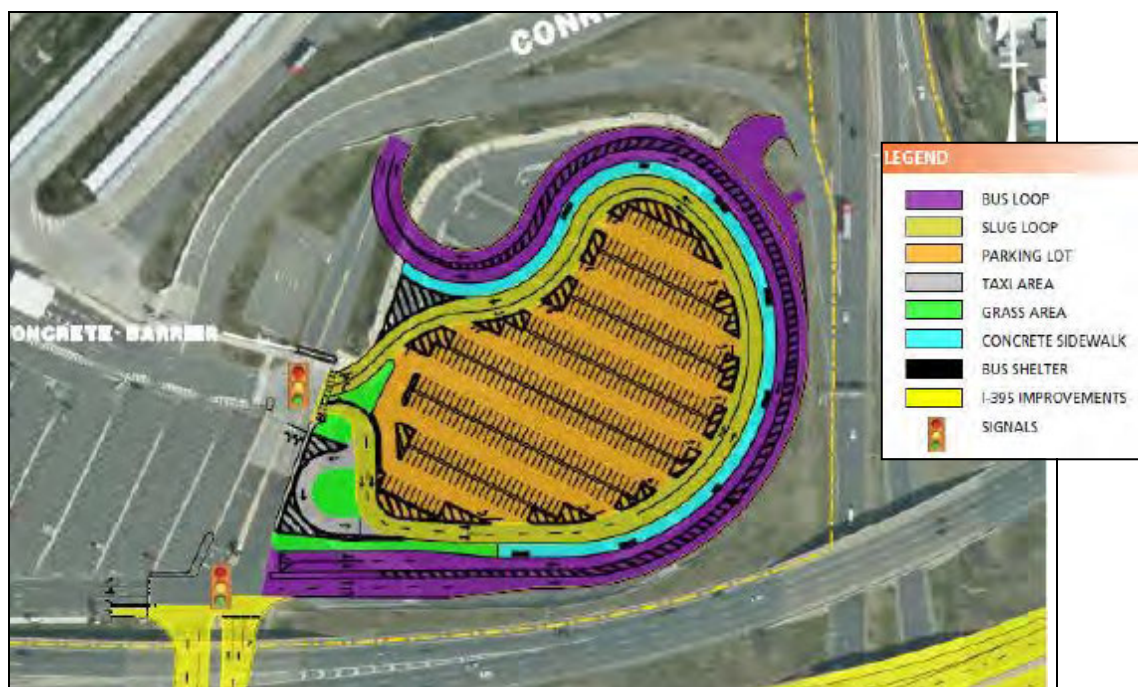 CONNE
CONCRETE-BARRIER
LEGEND
BUS LOOP
SLUG LOOP
PARKING LOT
TAXI AREA
GRASS AREA
CONCRETE SIDEWALK
BUS SHELTER
I-395 IMPROVEMENTS
SIGNALS